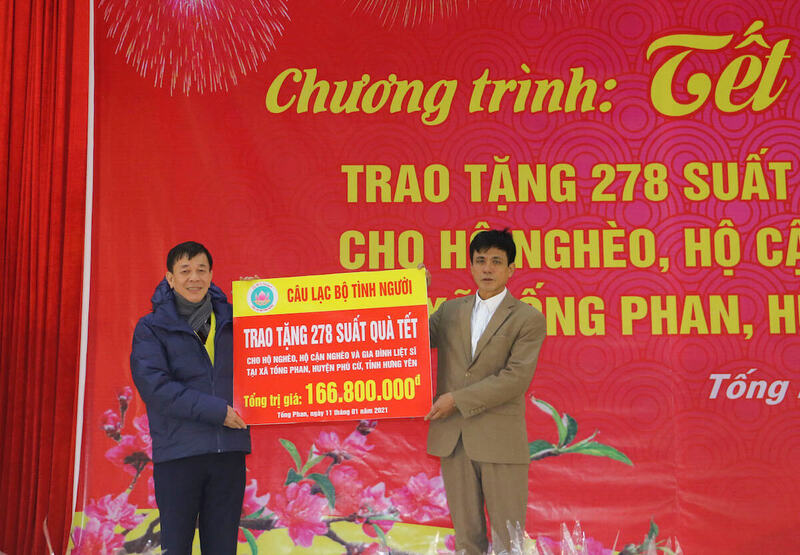 Chương trình: Tết
TRAO TẶNG 278 SUẤT
CHO HỘ NGHÈO, HỘ CẬ
XÃ TỐNG PHAN, H
Tống
CÂU LẠC BỘ TÌNH NGƯỜI
TRAO TẶNG 278 SUẤT QUÀ TẾT
CHO HỘ NGHÈO, HỘ CẬN NGHÈO VÀ GIA ĐÌNH LIỆT SĨ
TẠI XÃ TỐNG PHAN, HUYỆN PHÙ CỪ, TỈNH HƯNG YÊN
Tổng trị giá: 166.800.000đ
Tống Phan, ngày 11 tháng 01 năm 2021